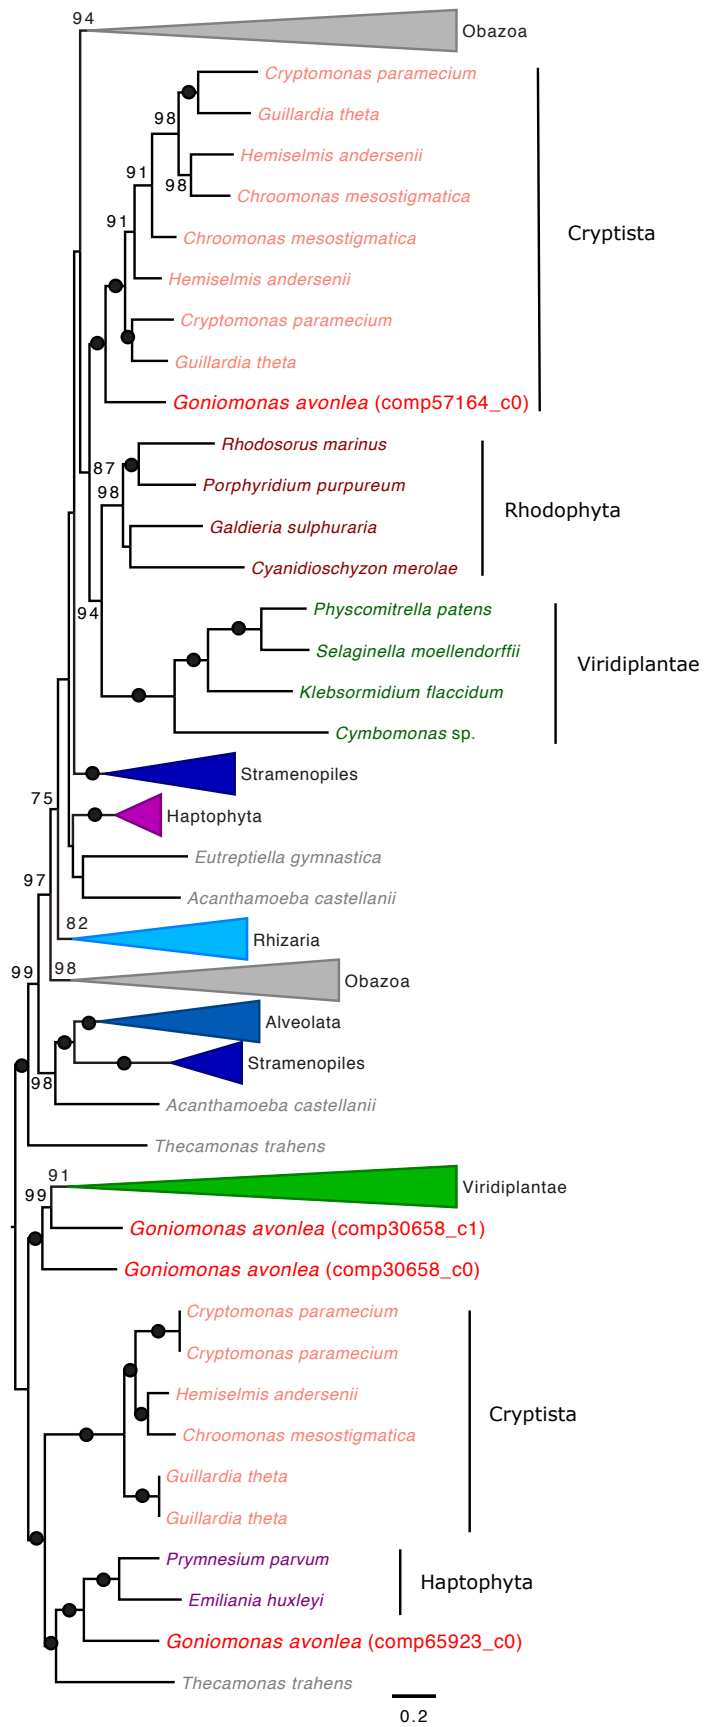 94
Obazoa
Cryptomonas paramecium
Guillardia theta
98
Hemiselmis andersenii
98
Chroomonas mesostigmatica
91
Chroomonas mesostigmatica
91
Cryptista
Hemiselmis andersenii
Cryptomonas paramecium
Guillardia theta
Goniomonas avonlea (comp57164_c0)
Rhodosorus marinus
87
98
Porphyridium purpureum
Rhodophyta
Galdieria sulphuraria
Cyanidioschyzon merolae
94
Physcomitrella patens
Selaginella moellendorffii
Viridiplantae
Klebsormidium flaccidum
Cymbomonas sp.
Stramenopiles
75
Haptophyta
Eutreptiella gymnastica
97
Acanthamoeba castellanii
82
Rhizaria
99
98
Obazoa
Alveolata
Stramenopiles
98
Acanthamoeba castellanii
Thecamonas trahens
91
Viridiplantae
99
Goniomonas avonlea (comp30658_c1)
Goniomonas avonlea (comp30658_c0)
Cryptomonas paramecium
Cryptomonas paramecium
Hemiselmis andersenii
Cryptista
Chroomonas mesostigmatica
Guillardia theta
Guillardia theta
Prymnesium parvum
Haptophyta
Emiliania huxleyi
Goniomonas avonlea (comp65923_c0)
Thecamonas trahens
0.2